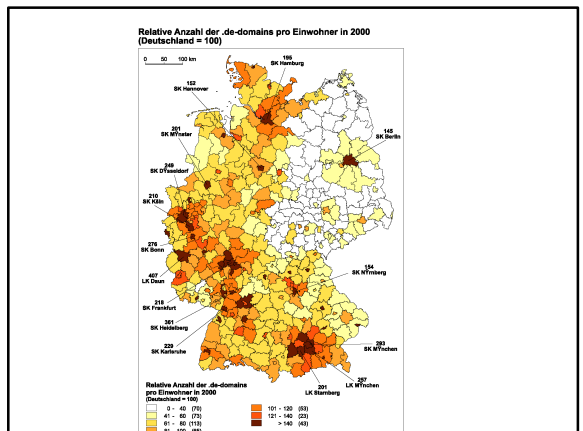 Relative Anzahl der .de-domains pro Einwohner in 2000
(Deutschland = 100)
0 50 100 km
195
SK Hamburg
152
SK Hannover
201
SK MŸnster
249
SK DŸsseldorf
210
SK Köln
276
SK Bonn
407
LK Daun
218
SK Frankfurt
361
SK Heidelberg
229
SK Karlsruhe
145
SK Berlin
154
SK NŸrnberg
293
SK MŸnchen
257
LK MŸnchen
201
LK Starnberg
Relative Anzahl der .de-domains
pro Einwohner in 2000
(Deutschland = 100)
0 - 40 (70)
41 - 60 (73)
61 - 80 (113)
101 - 120 (53)
121 - 140 (23)
> 140 (43)